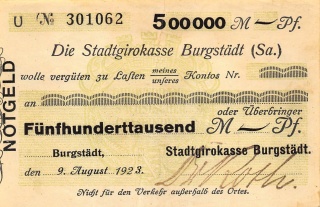 U № 301062 500000 M — Pf.
Die Stadtgirokasse Burgstädt (Sa.)
wolle vergüten zu Lasten meines/unseres Kontos Nr.
an
oder Überbringer
NOTGELD
Fünfhunderttausend M — Pf.
Burgstädt, Stadtgirokasse Burgstädt.
den 9. August 1923.
Nicht für den Verkehr außerhalb des Ortes.